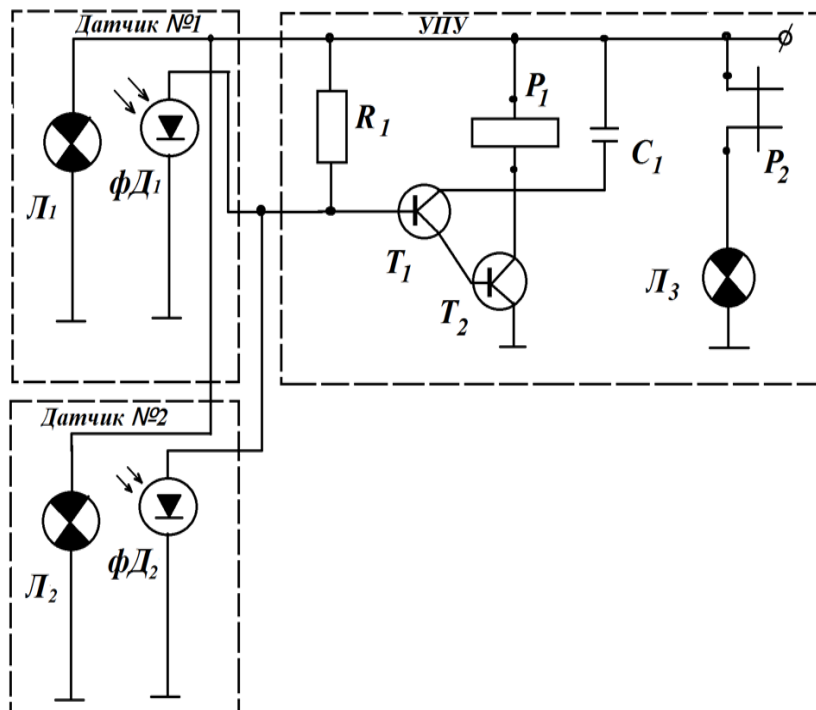 Датчик №1
УПУ
Л1
фД1
R1
P1
C1
P2
T1
T2
Л3
Датчик №2
Л2
фД2